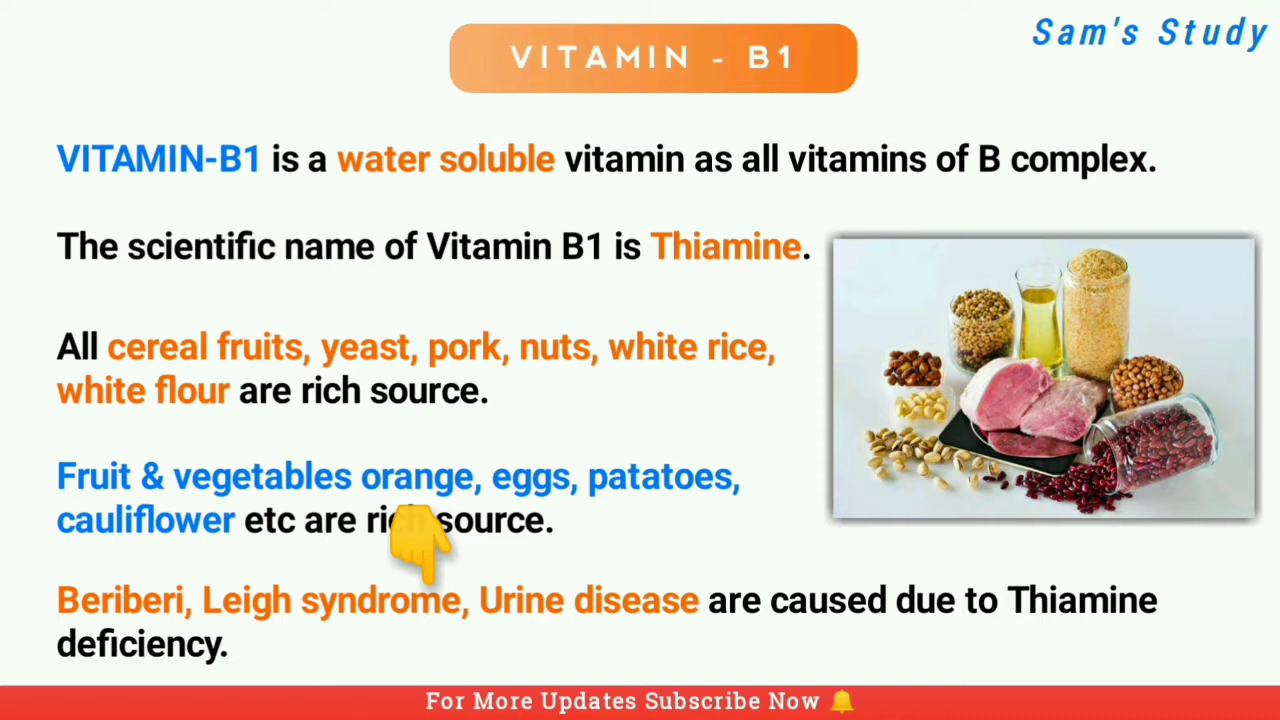 Sam's Study
VITAMIN - B1
VITAMIN-B1 is a water soluble vitamin as all vitamins of B complex.
The scientific name of Vitamin B1 is Thiamine.
All cereal fruits, yeast, pork, nuts, white rice,
white flour are rich source.
Fruit & vegetables orange, eggs, patatoes,
cauliflower etc are rich source.
Beriberi, Leigh syndrome, Urine disease are caused due to Thiamine
deficiency.
For More Updates Subscribe Now 🔔